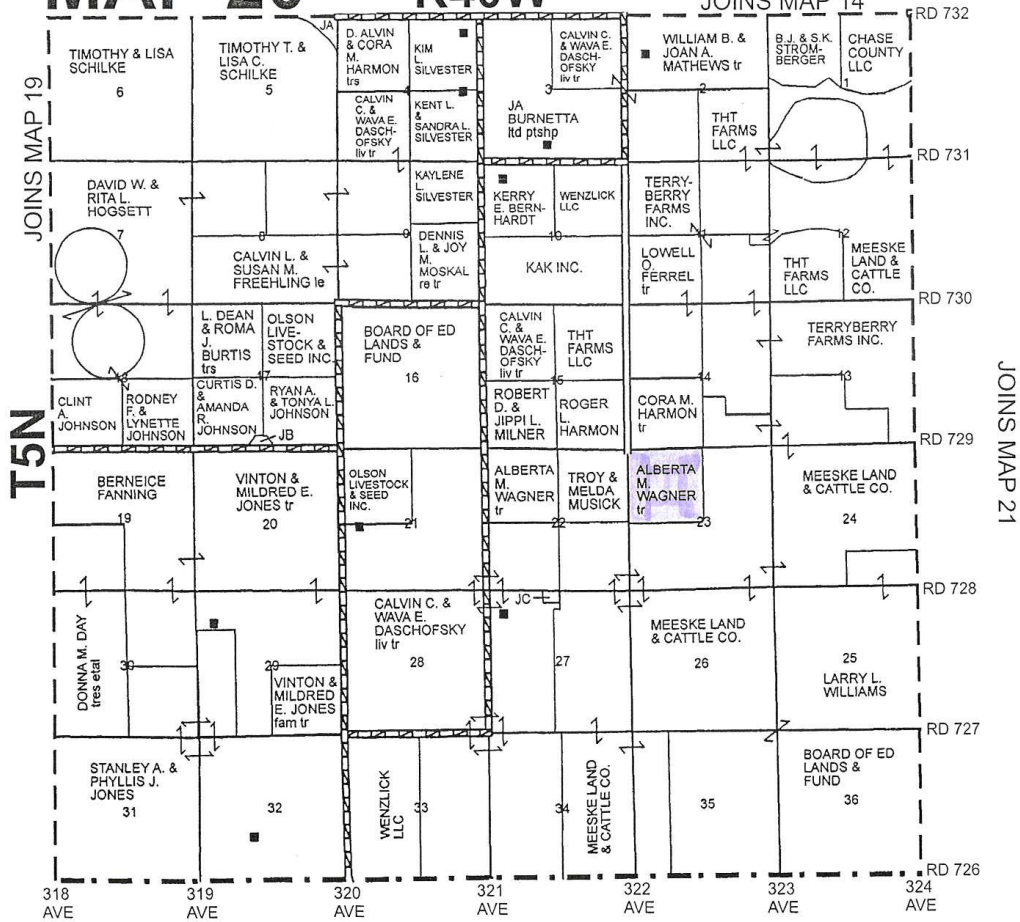 MAP 20
R40W
JOINS MAP 14
RD 732
JOINS MAP 19
T5N
JOINS MAP 21
TIMOTHY & LISA
SCHILKE
6
TIMOTHY T. &
LISA C.
SCHILKE
5
JA
D. ALVIN
& CORA
M.
HARMON
trs
4
KIM
L.
SILVESTER
CALVIN
C. &
WAVA E.
DASCH-
OFSKY
liv tr
KENT L.
&
SANDRA L.
SILVESTER
CALVIN C.
& WAVA E.
DASCH-
OFSKY
liv tr
3
JA
BURNETTA
ltd ptshp
WILLIAM B. &
JOAN A.
MATHEWS tr
2
THT
FARMS
LLC
B.J. & S.K.
STROM-
BERGER
CHASE
COUNTY
LLC
1
RD 731
DAVID W. &
RITA L.
HOGSETT
7
8
CALVIN L. &
SUSAN M.
FREEHLING le
KAYLENE
L.
SILVESTER
9
DENNIS
L. & JOY
M.
MOSKAL
re tr
KERRY
E. BERN-
HARDT
WENZLICK
LLC
10
KAK INC.
TERRY-
BERRY
FARMS
INC.
11
LOWELL
O.
FERREL
tr
12
THT
FARMS
LLC
MEESKE
LAND &
CATTLE
CO.
RD 730
18
CLINT
A.
JOHNSON
RODNEY
F. &
LYNETTE
JOHNSON
L. DEAN
& ROMA
J.
BURTIS
trs
OLSON
LIVE-
STOCK &
SEED INC.
17
CURTIS D.
&
AMANDA
R.
JOHNSON
RYAN A.
& TONYA L.
JOHNSON
JB
BOARD OF ED
LANDS &
FUND
16
CALVIN
C. &
WAVA E.
DASCH-
OFSKY
liv tr
THT
FARMS
LLC
15
ROBERT
D. &
JIPPI L.
MILNER
ROGER
L.
HARMON
14
CORA M.
HARMON
tr
TERRYBERRY
FARMS INC.
13
RD 729
BERNEICE
FANNING
19
VINTON &
MILDRED E.
JONES tr
20
OLSON
LIVESTOCK
& SEED
INC.
21
ALBERTA
M.
WAGNER
tr
TROY &
MELDA
MUSICK
22
ALBERTA
M.
WAGNER
tr
23
MEESKE LAND
& CATTLE CO.
24
RD 728
DONNA M. DAY
tres etal
30
29
VINTON &
MILDRED
E. JONES
fam tr
CALVIN C. &
WAVA E.
DASCHOFSKY
liv tr
28
JC
27
MEESKE LAND
& CATTLE CO.
26
25
LARRY L.
WILLIAMS
RD 727
STANLEY A. &
PHYLLIS J.
JONES
31
32
WENZLICK
LLC
33
34
MEESKE LAND
& CATTLE CO.
35
BOARD OF ED
LANDS &
FUND
36
RD 726
318
AVE
319
AVE
320
AVE
321
AVE
322
AVE
323
AVE
324
AVE